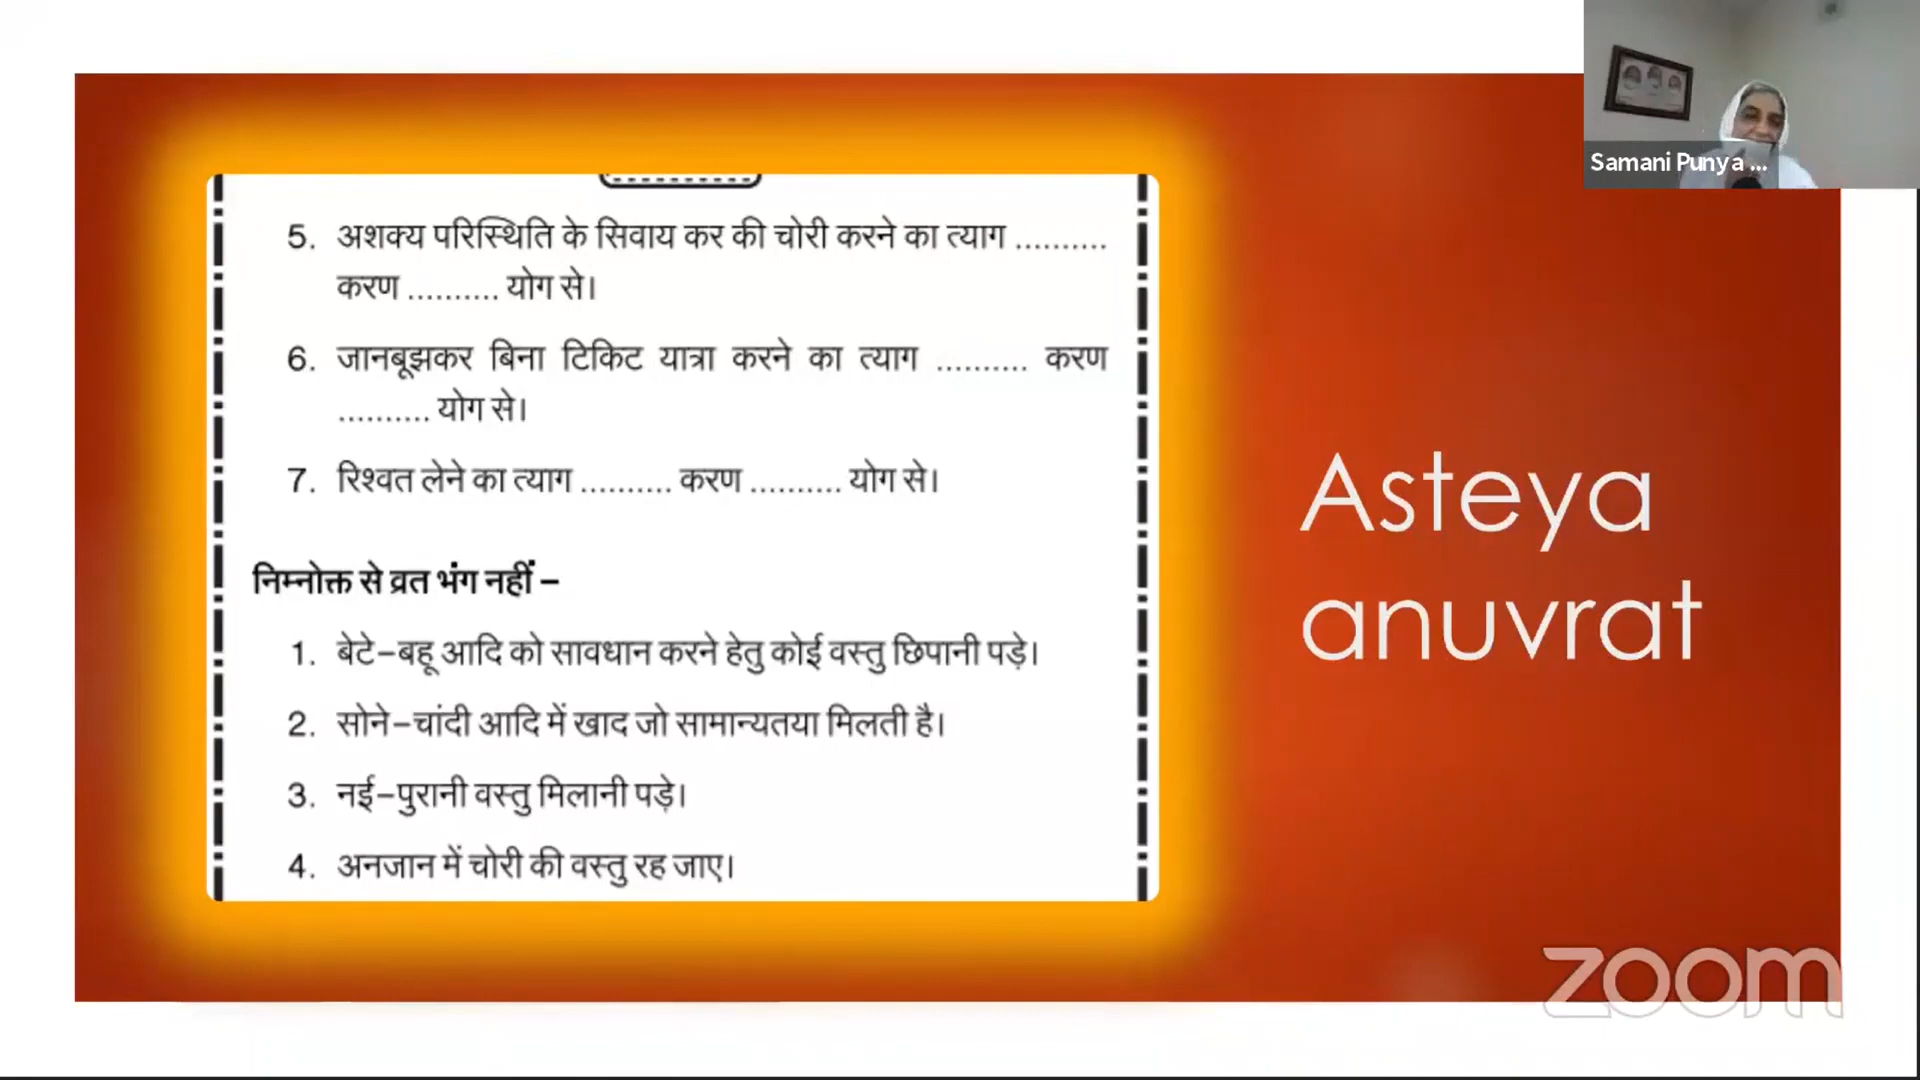 Samani Punya ...
5. अशक्य परिस्थिति के सिवाय कर की चोरी करने का त्याग ..........
करण .......... योग से।
6. जानबूझकर बिना टिकिट यात्रा करने का त्याग .......... करण
.......... योग से।
7. रिश्वत लेने का त्याग .......... करण .......... योग से।
निम्नोक्त से व्रत भंग नहीं –
1. बेटे–बहू आदि को सावधान करने हेतु कोई वस्तु छिपानी पड़े।
2. सोने–चांदी आदि में खाद जो सामान्यतया मिलती है।
3. नई–पुरानी वस्तु मिलानी पड़े।
4. अनजान में चोरी की वस्तु रह जाए।
Asteya
anuvrat
zoom